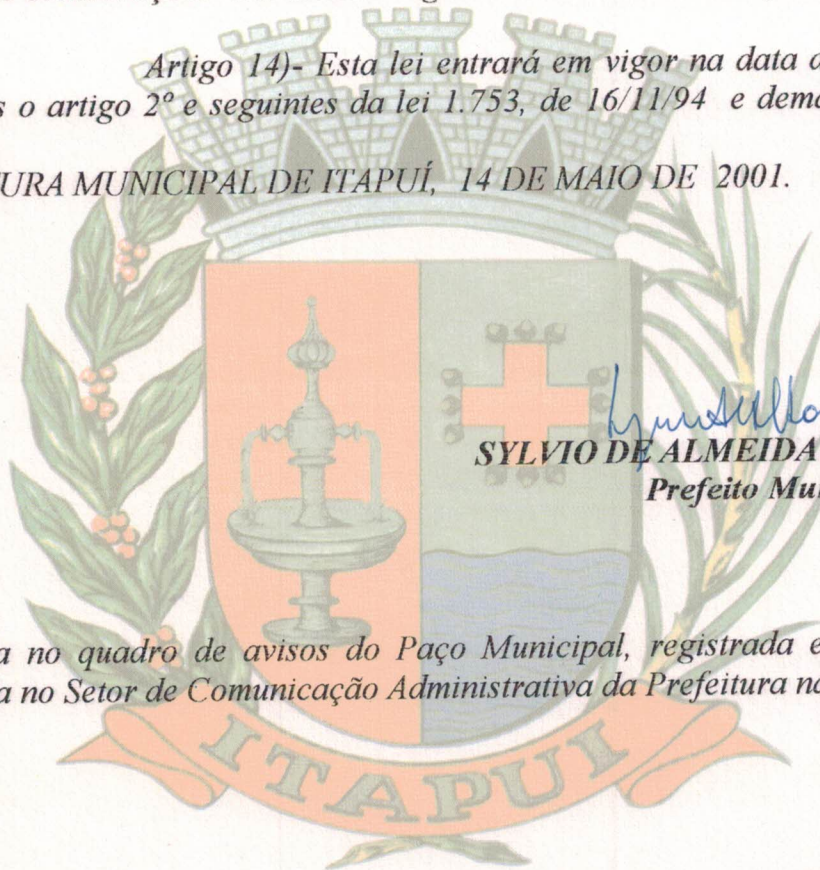 Artigo 14)- Esta lei entrará em vigor na data
s o artigo 2º e seguintes da lei 1.753, de 16/11/94 e dema
URA MUNICIPAL DE ITAPUÍ, 14 DE MAIO DE 2001.
SYLVIO DE ALMEIDA
Prefeito Mu
a no quadro de avisos do Paço Municipal, registrada e
a no Setor de Comunicação Administrativa da Prefeitura na
ITAPUI